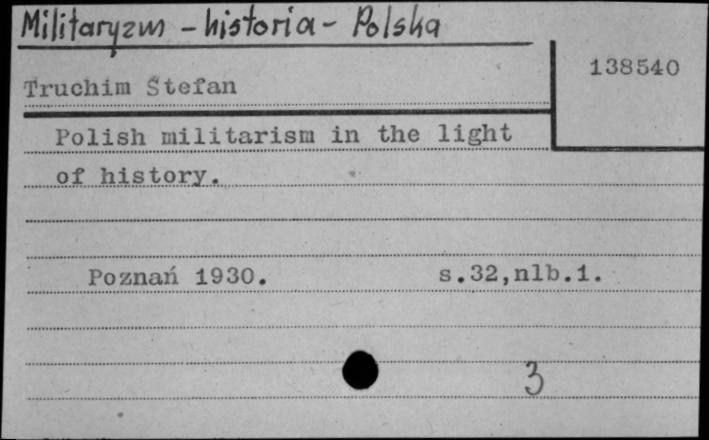 Militaryzm - historia - Polska
138540
Truchim Stefan
Polish militarism in the light
of history.
Poznań 1930. s.32,nlb.1.
3